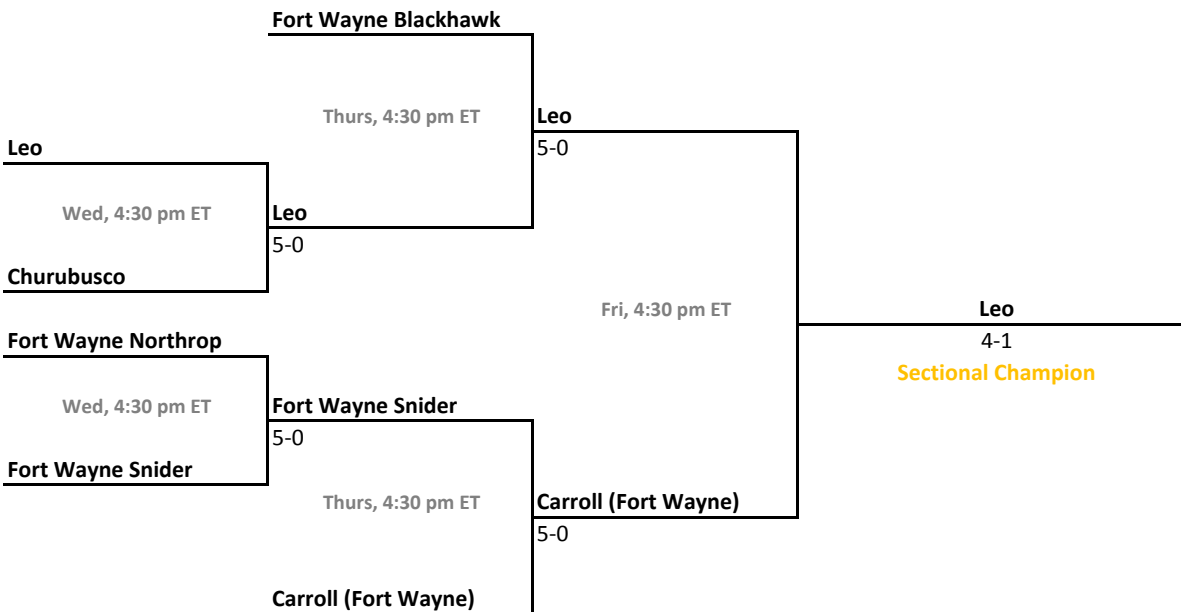 Fort Wayne Blackhawk
Thurs, 4:30 pm ET
Leo
5-0
Leo
Wed, 4:30 pm ET
Leo
5-0
Churubusco
Fri, 4:30 pm ET
Leo
4-1
Sectional Champion
Fort Wayne Northrop
Wed, 4:30 pm ET
Fort Wayne Snider
5-0
Fort Wayne Snider
Thurs, 4:30 pm ET
Carroll (Fort Wayne)
5-0
Carroll (Fort Wayne)